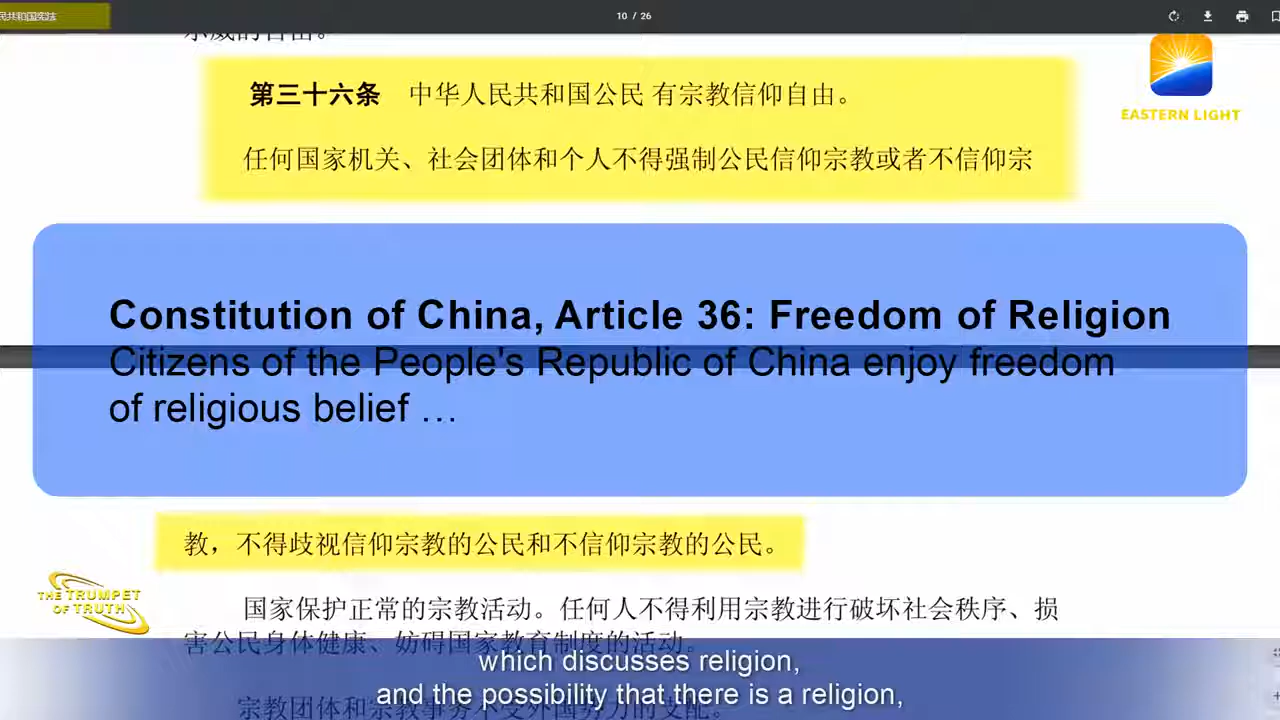 民共和国宪法
10 / 26
示威的自由。
第三十六条 中华人民共和国公民 有宗教信仰自由。
任何国家机关、社会团体和个人不得强制公民信仰宗教或者不信仰宗
EASTERN LIGHT
Constitution of China, Article 36: Freedom of Religion
Citizens of the People's Republic of China enjoy freedom
of religious belief …
教，不得歧视信仰宗教的公民和不信仰宗教的公民。
THE TRUMPET
OF TRUTH
国家保护正常的宗教活动。任何人不得利用宗教进行破坏社会秩序、损
害公民身体健康、妨碍国家教育制度的活动。
which discusses religion,
and the possibility that there is a religion,
宗教团体和宗教事务不受外国势力的支配。